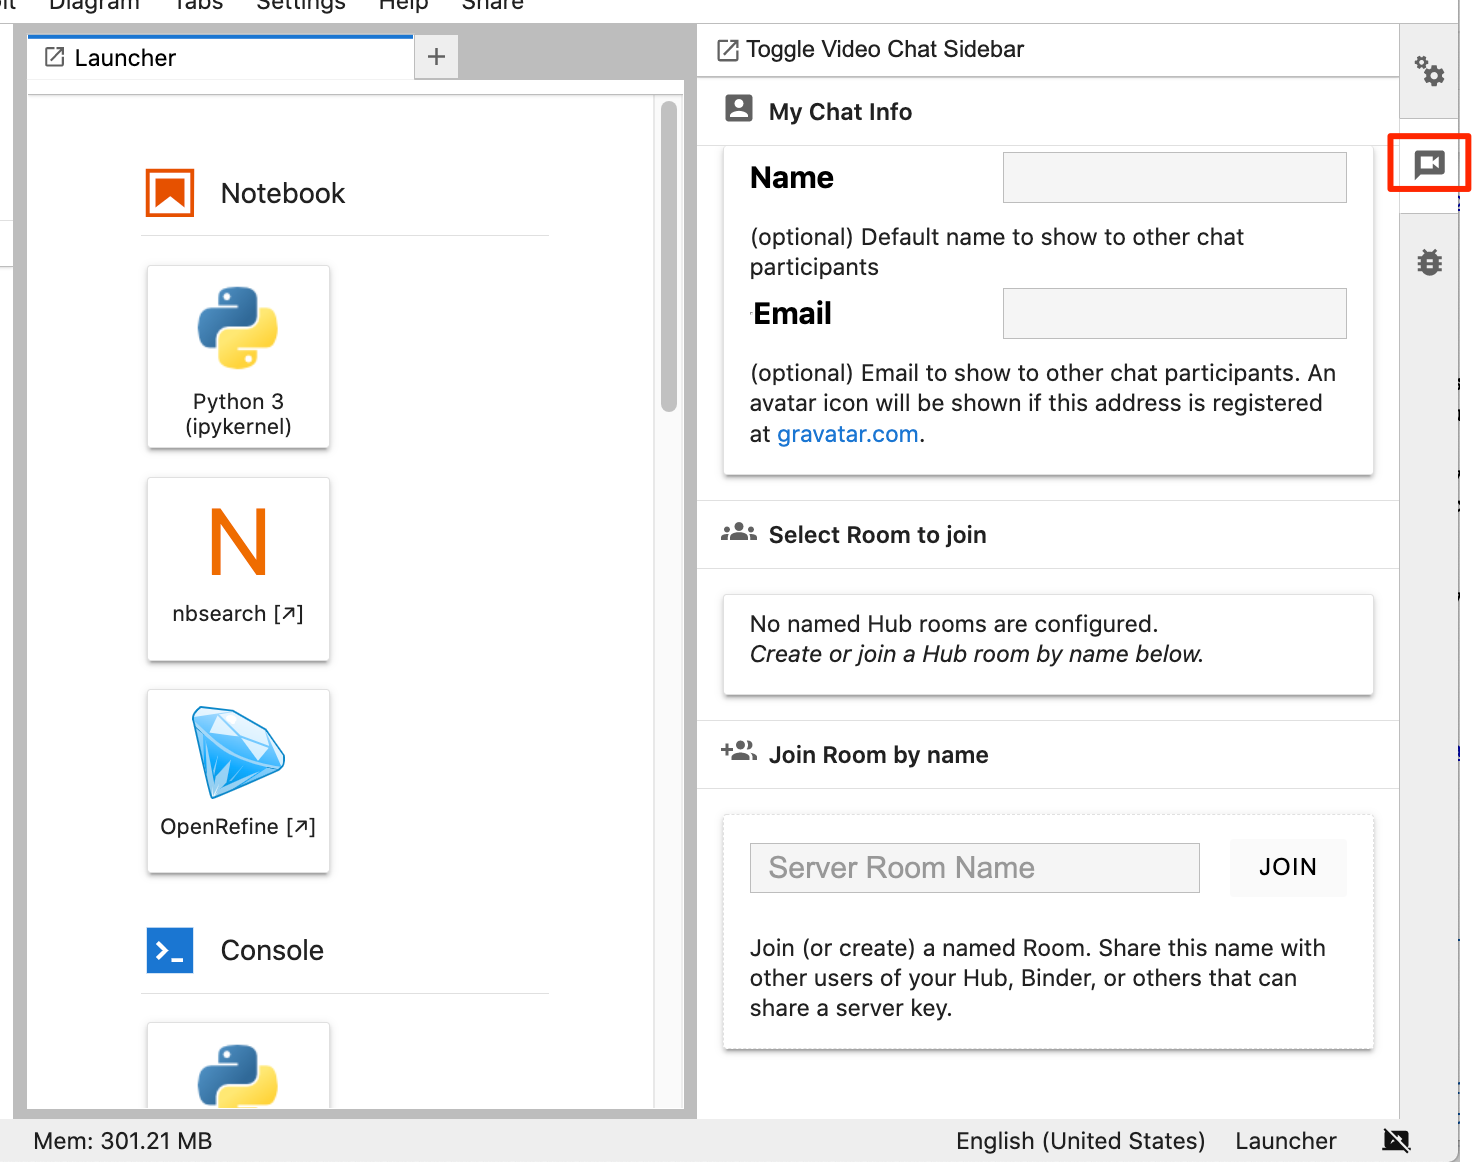 Diagram Tabs Settings Help Share
Launcher
Toggle Video Chat Sidebar
My Chat Info
Notebook
Name
(optional) Default name to show to other chat
participants
Email
(optional) Email to show to other chat participants. An
avatar icon will be shown if this address is registered
at gravatar.com.
Python 3
(ipykernel)
Select Room to join
nbsearch [↗]
No named Hub rooms are configured.
Create or join a Hub room by name below.
Join Room by name
OpenRefine [↗]
Server Room Name
JOIN
Console
Join (or create) a named Room. Share this name with
other users of your Hub, Binder, or others that can
share a server key.
Mem: 301.21 MB
English (United States)
Launcher